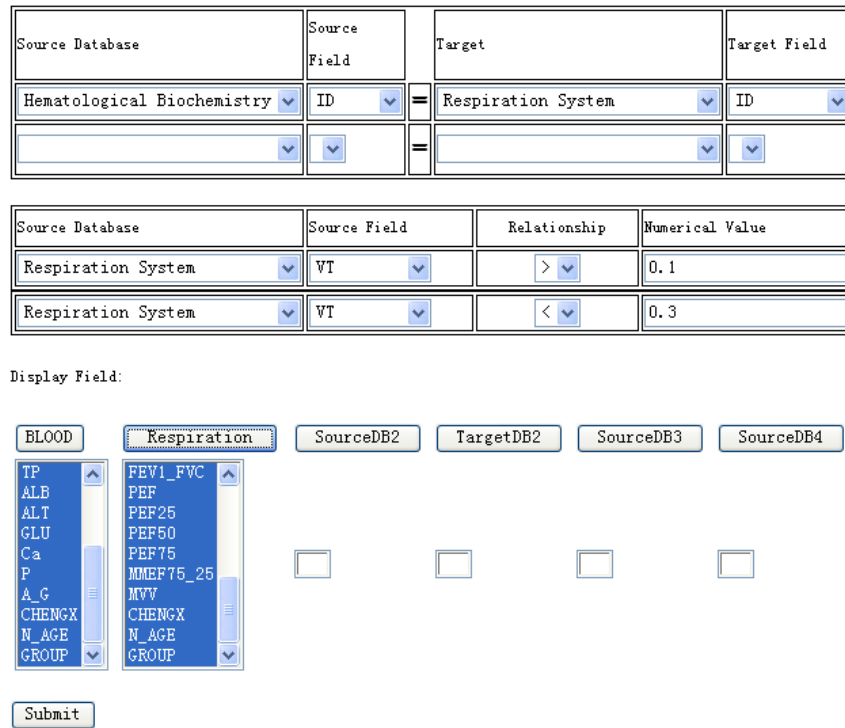 Source Database Source Field Target Target Field
Hematological Biochemistry ID = Respiration System ID
=
Source Database Source Field Relationship Numerical Value
Respiration System VT > 0.1
Respiration System VT < 0.3
Display Field:
BLOOD Respiration SourceDB2 TargetDB2 SourceDB3 SourceDB4
TP FEV1_FVC
ALB PEF
ALT PEF25
GLU PEF50
Ca PEF75
P MMEF75_25
A_G MVV
CHENGX CHENGX
N_AGE N_AGE
GROUP GROUP
Submit